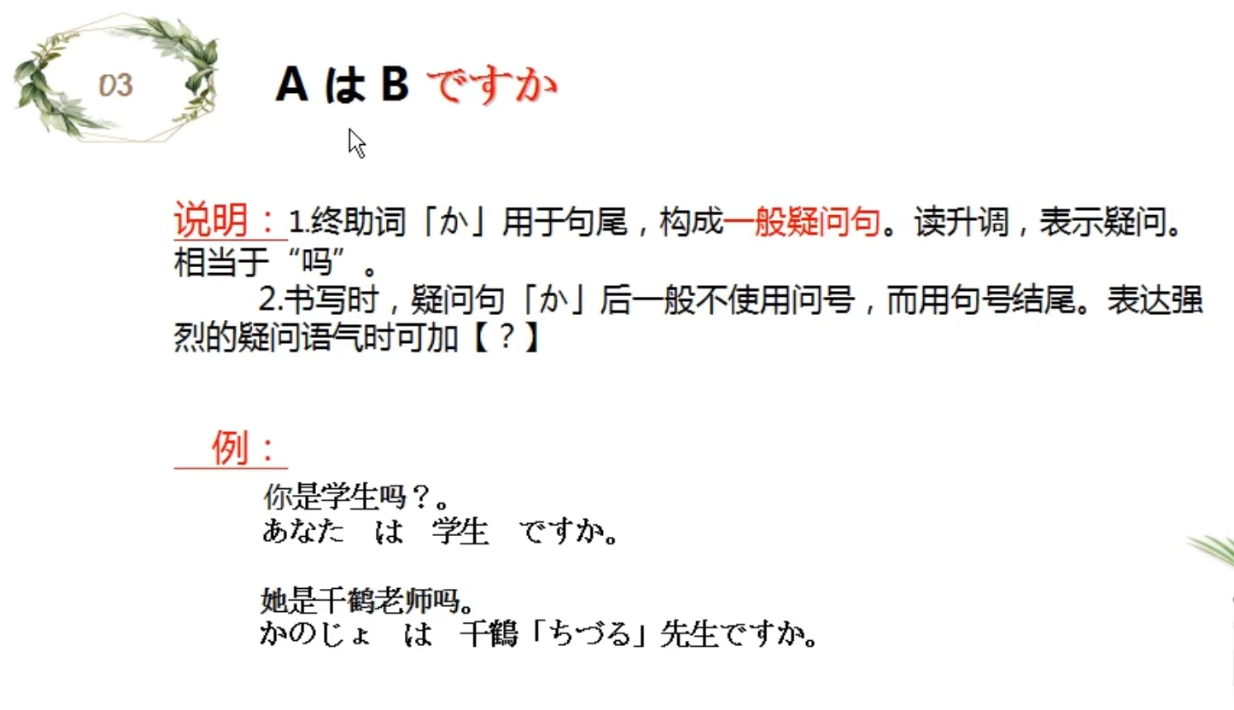 03
A は B ですか
说明：1.终助词「か」用于句尾，构成一般疑问句。读升调，表示疑问。
相当于“吗”。
2.书写时，疑问句「か」后一般不使用问号，而用句号结尾。表达强
烈的疑问语气时可加【？】
例：
你是学生吗？。
あなた　は　学生　ですか。
她是千鹤老师吗。
かのじょ　は　千鶴「ちづる」先生ですか。